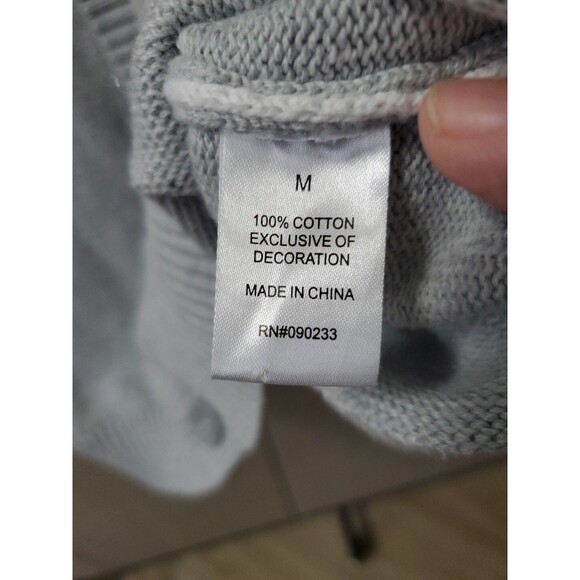 M
100% COTTON
EXCLUSIVE OF
DECORATION
MADE IN CHINA
RN#090233